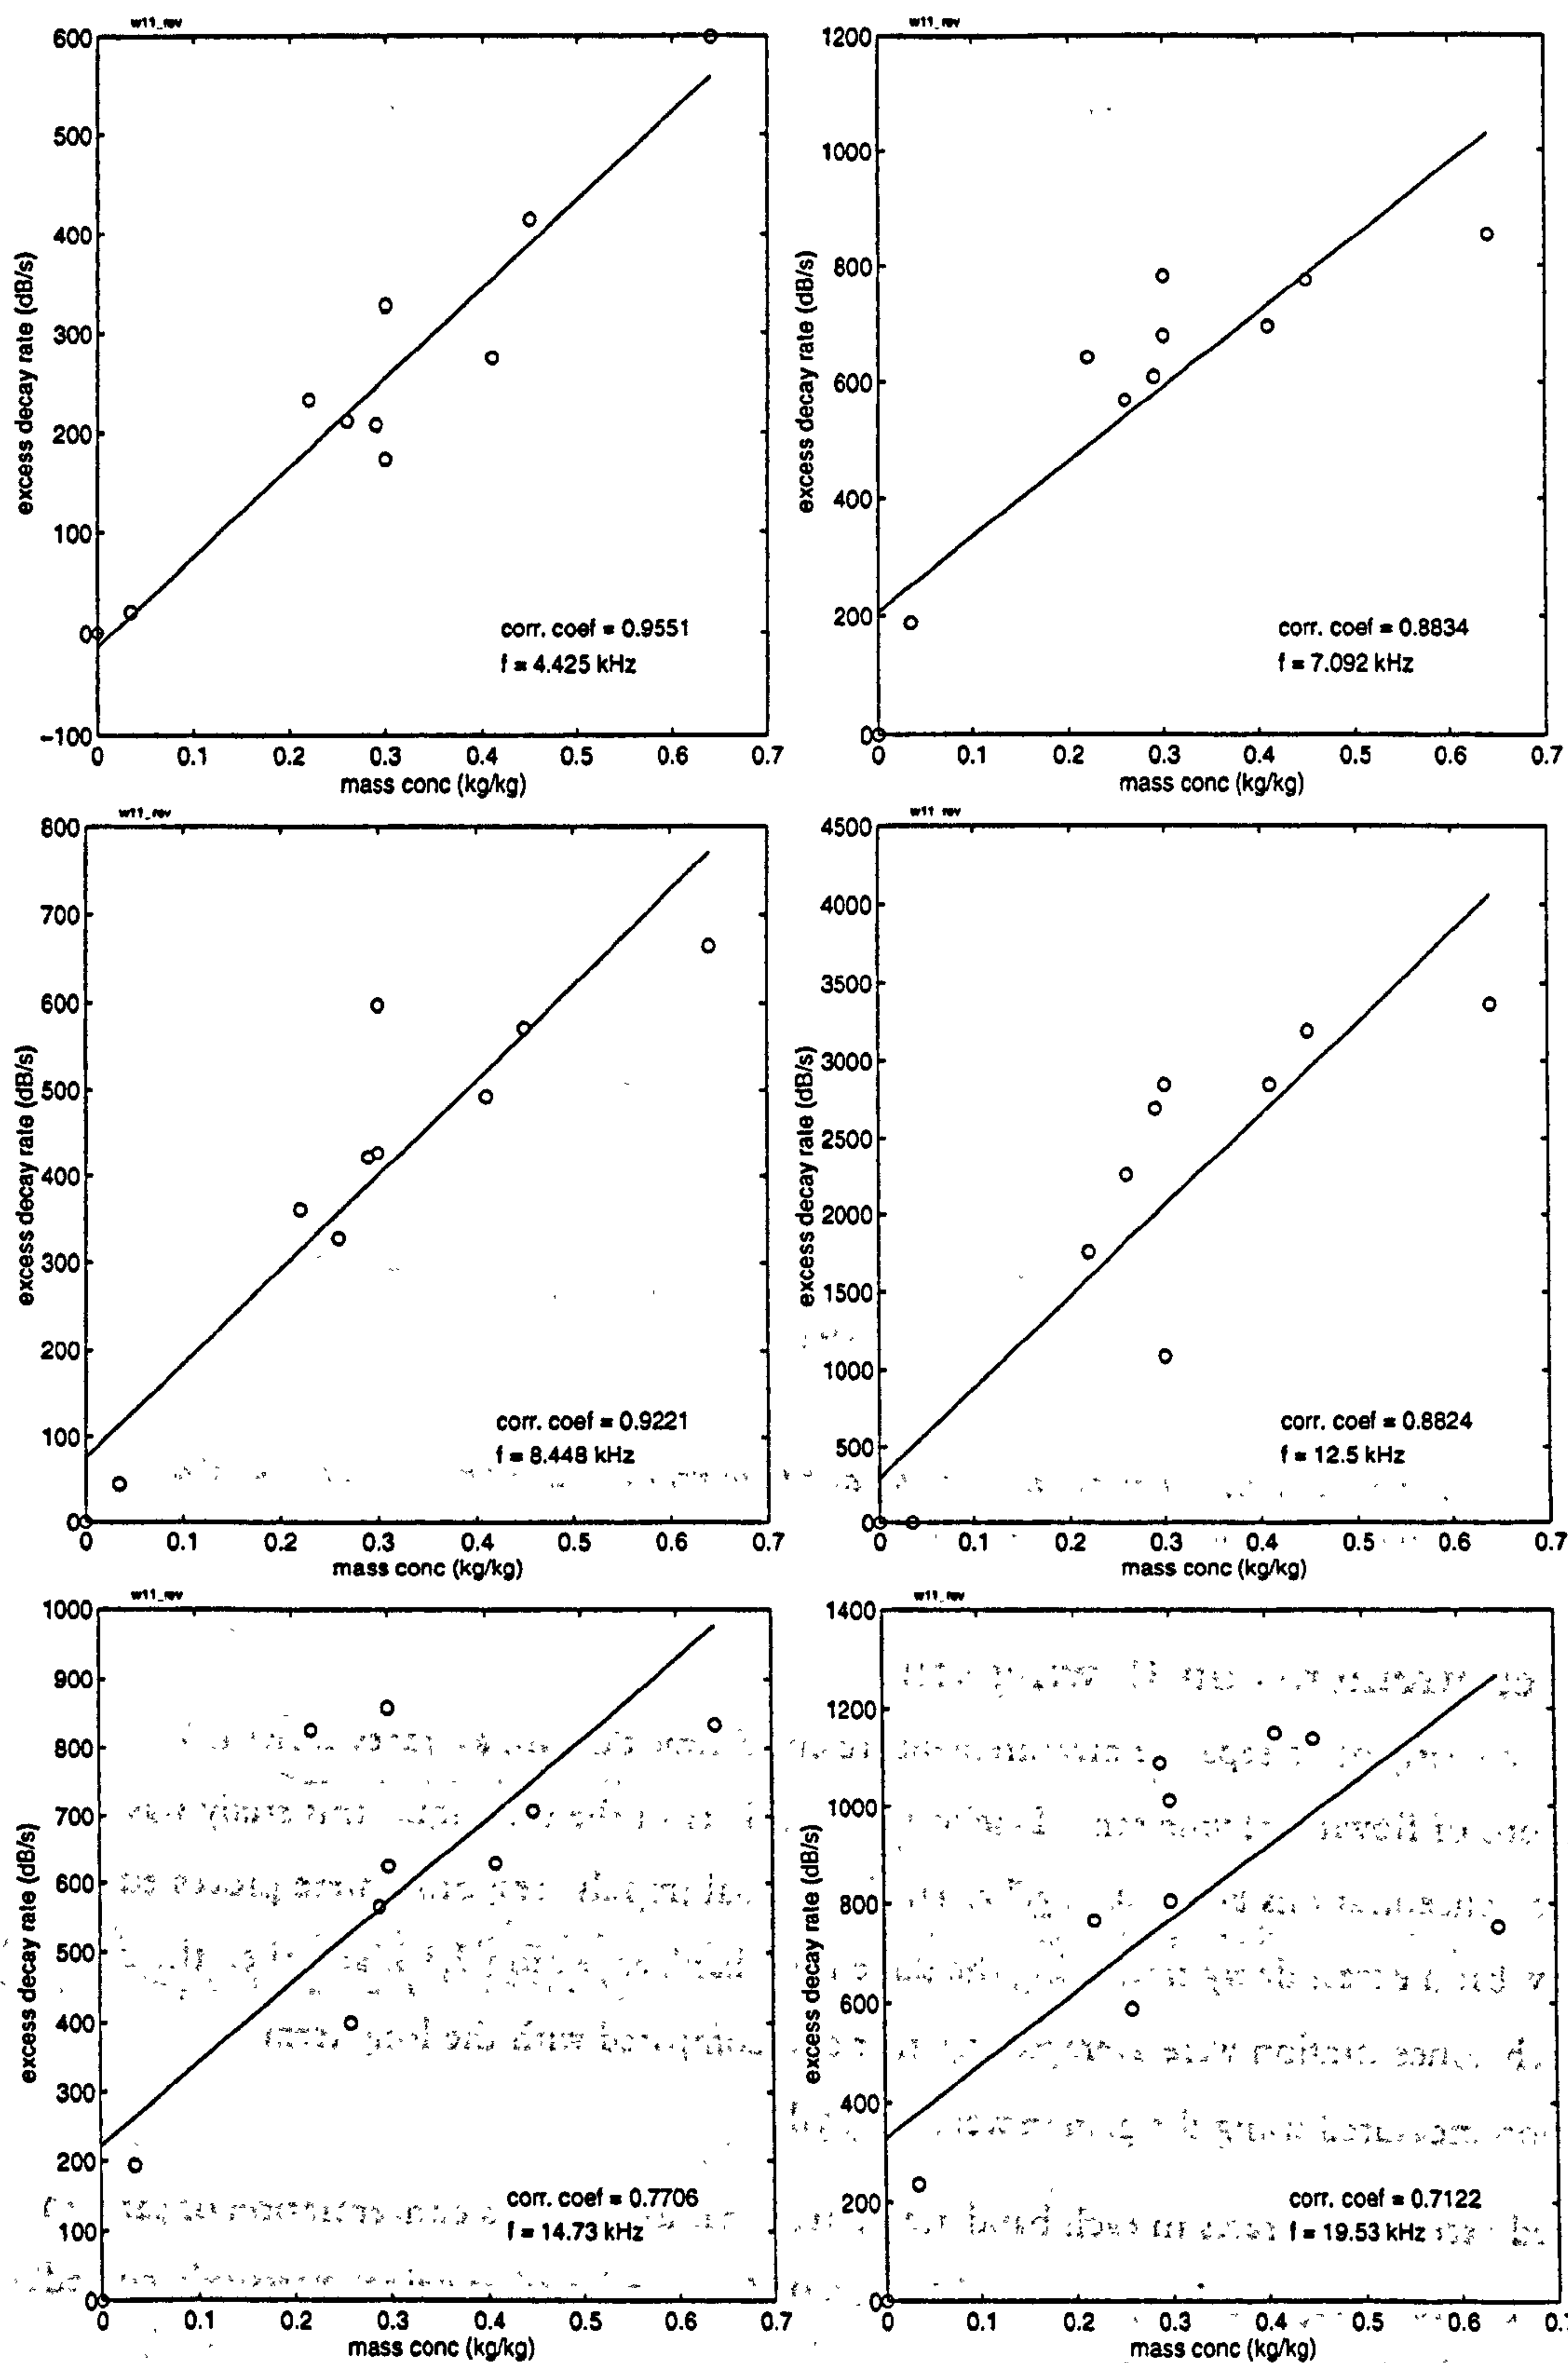 w11_rev
600
500
400
300
200
100
0
−100
0 0.1 0.2 0.3 0.4 0.5 0.6 0.7
mass conc (kg/kg)
excess decay rate (dB/s)
corr. coef = 0.9551
f = 4.425 kHz
w11_rev
1200
1000
800
600
400
200
0
0 0.1 0.2 0.3 0.4 0.5 0.6 0.7
mass conc (kg/kg)
excess decay rate (dB/s)
corr. coef = 0.8834
f = 7.092 kHz
w11_rev
800
700
600
500
400
300
200
100
0
0 0.1 0.2 0.3 0.4 0.5 0.6 0.7
mass conc (kg/kg)
excess decay rate (dB/s)
corr. coef = 0.9221
f = 8.448 kHz
w11_rev
4500
4000
3500
3000
2500
2000
1500
1000
500
0
0 0.1 0.2 0.3 0.4 0.5 0.6 0.7
mass conc (kg/kg)
excess decay rate (dB/s)
corr. coef = 0.8824
f = 12.5 kHz
w11_rev
1000
900
800
700
600
500
400
300
200
100
0
0 0.1 0.2 0.3 0.4 0.5 0.6 0.7
mass conc (kg/kg)
excess decay rate (dB/s)
corr. coef = 0.7706
f = 14.73 kHz
w11_rev
1400
1200
1000
800
600
400
200
0
0 0.1 0.2 0.3 0.4 0.5 0.6
mass conc (kg/kg)
excess decay rate (dB/s)
corr. coef = 0.7122
f = 19.53 kHz